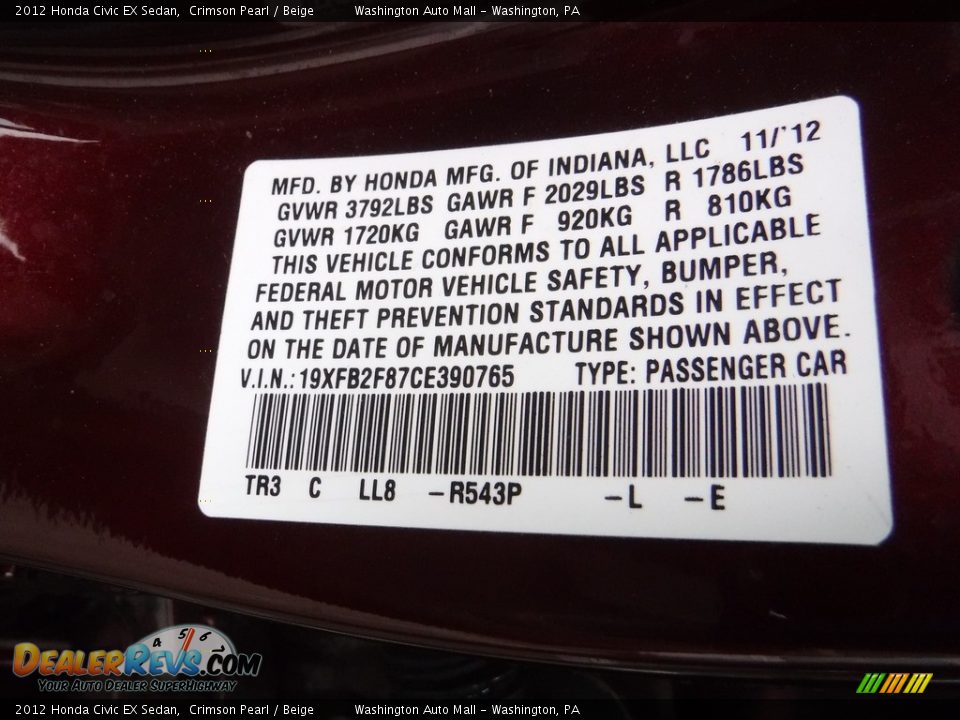 2012 Honda Civic EX Sedan, Crimson Pearl / Beige Washington Auto Mall - Washington, PA
MFD. BY HONDA MFG. OF INDIANA, LLC 11/'12
GVWR 3792LBS GAWR F 2029LBS R 1786LBS
GVWR 1720KG GAWR F 920KG R 810KG
THIS VEHICLE CONFORMS TO ALL APPLICABLE
FEDERAL MOTOR VEHICLE SAFETY, BUMPER,
AND THEFT PREVENTION STANDARDS IN EFFECT
ON THE DATE OF MANUFACTURE SHOWN ABOVE.
V.I.N.: 19XFB2F87CE390765 TYPE: PASSENGER CAR
TR3 C LL8 -R543P -L -E
4 5 6
DEALERREVS.COM
YOUR AUTO DEALER SUPERHIGHWAY
2012 Honda Civic EX Sedan, Crimson Pearl / Beige Washington Auto Mall - Washington, PA